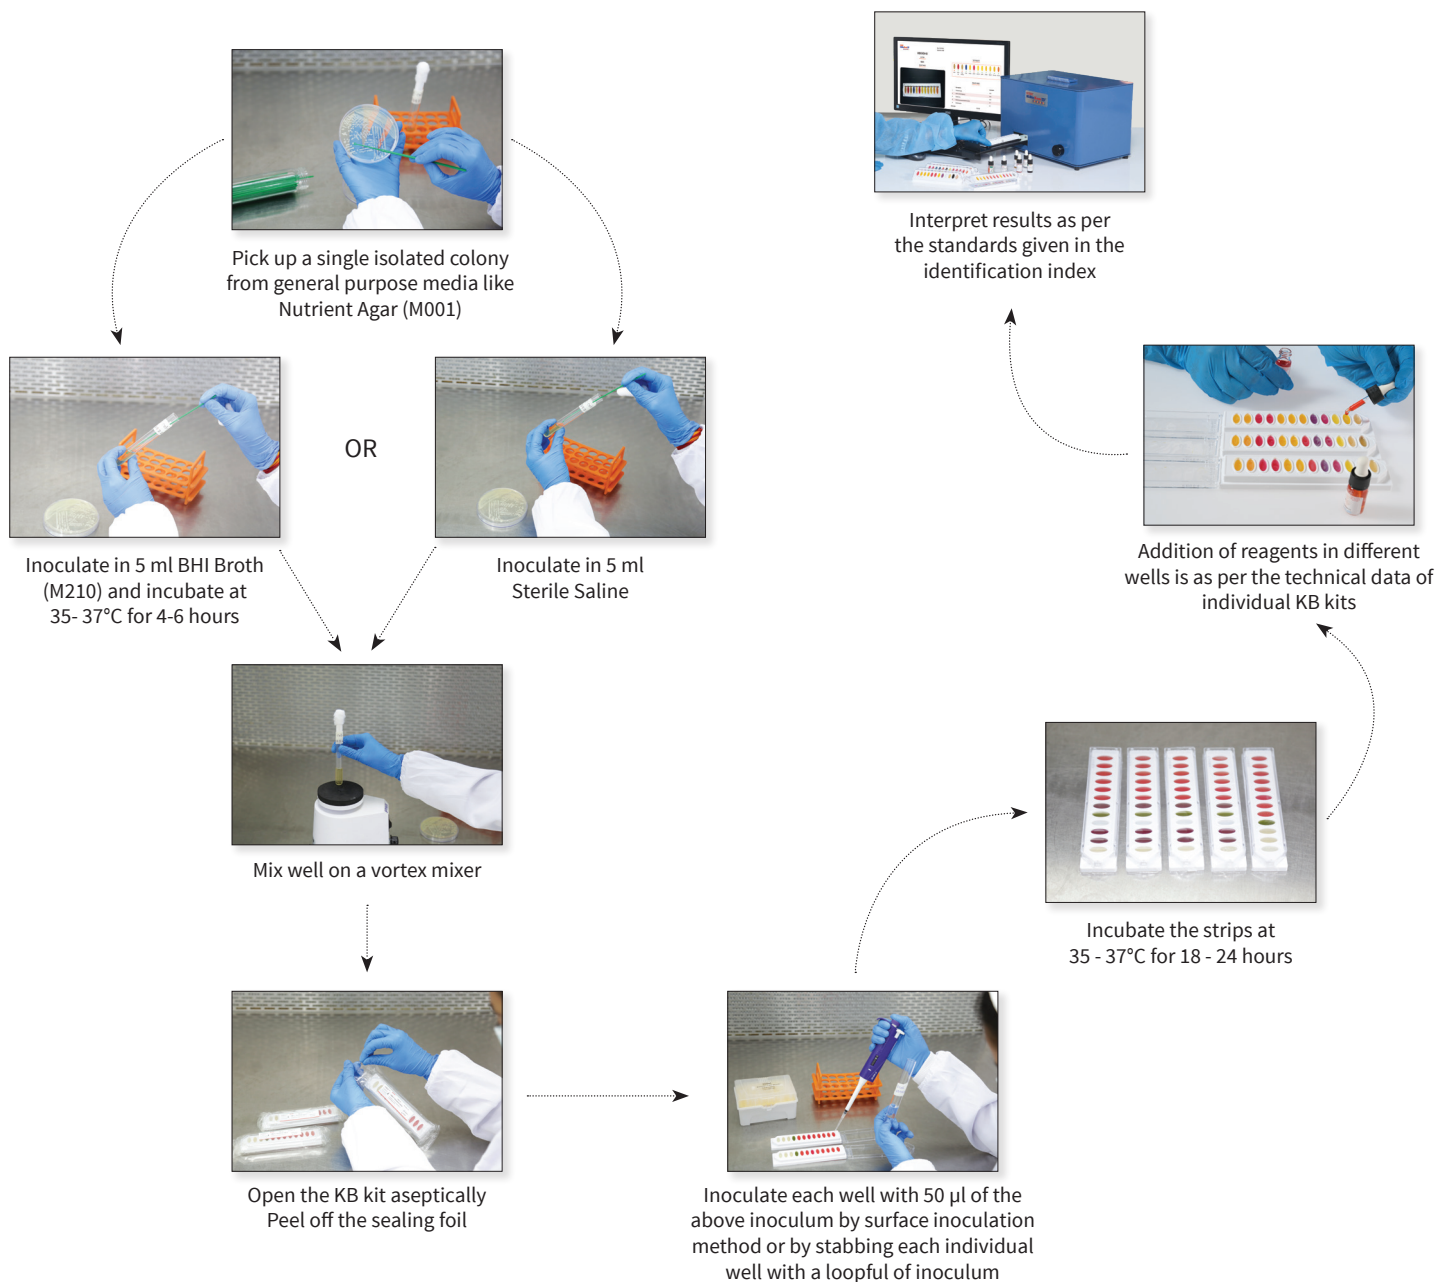 Pick up a single isolated colony
from general purpose media like
Nutrient Agar (M001)
Inoculate in 5 ml BHI Broth
(M210) and incubate at
35- 37°C for 4-6 hours
OR
Inoculate in 5 ml
Sterile Saline
Mix well on a vortex mixer
Open the KB kit aseptically
Peel off the sealing foil
Inoculate each well with 50 µl of the
above inoculum by surface inoculation
method or by stabbing each individual
well with a loopful of inoculum
Incubate the strips at
35 - 37°C for 18 - 24 hours
Addition of reagents in different
wells is as per the technical data of
individual KB kits
Interpret results as per
the standards given in the
identification index